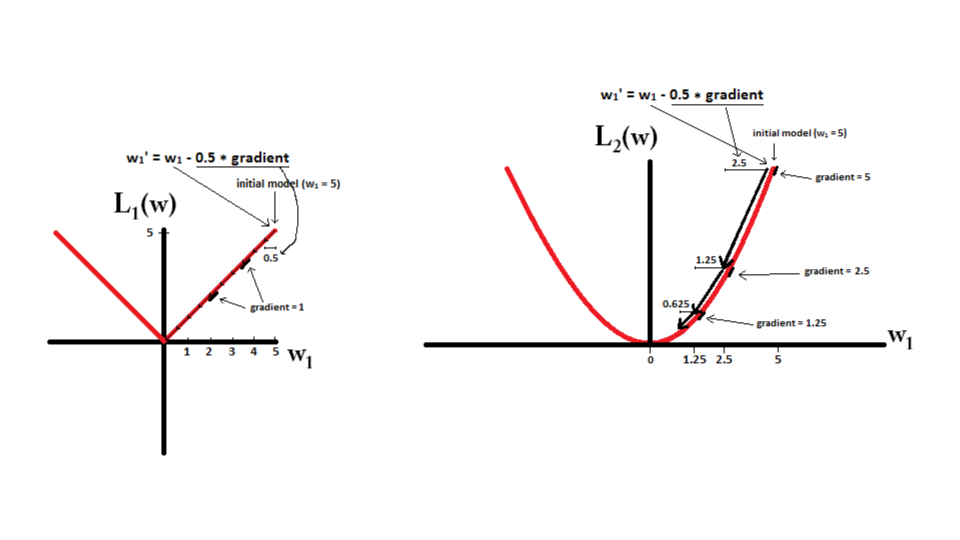 w₁' = w₁ - 0.5 * gradient
initial model (w₁ = 5)
L₁(w)
5
0.5
gradient = 1
1 2 3 4 5 w₁
w₁' = w₁ - 0.5 * gradient
initial model (w₁ = 5)
L₂(w)
2.5
gradient = 5
1.25
gradient = 2.5
0.625
gradient = 1.25
w₁
0 1.25 2.5 5